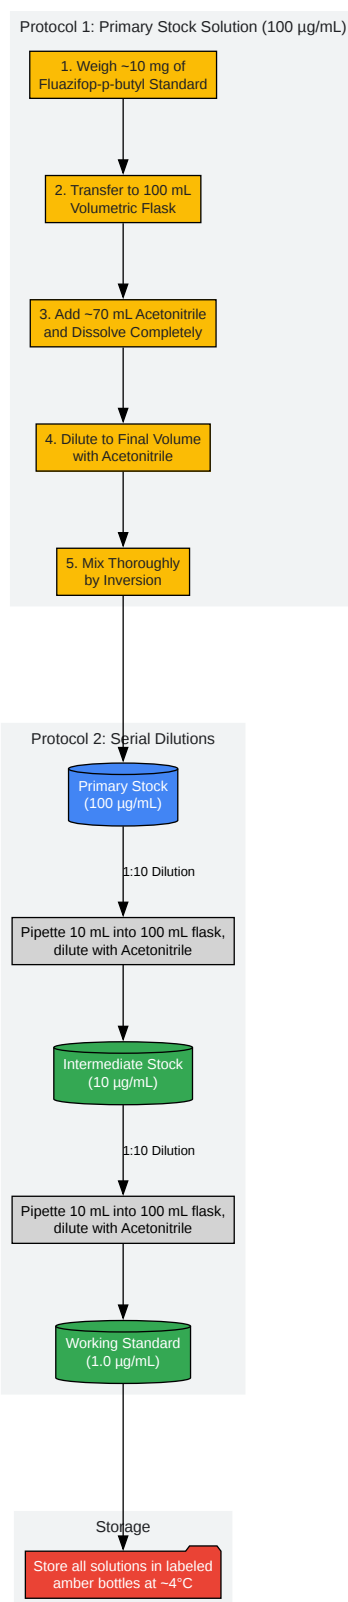 Protocol 1: Primary Stock Solution (100 µg/mL)
1. Weigh ~10 mg of
Fluazifop-p-butyl Standard
2. Transfer to 100 mL
Volumetric Flask
3. Add ~70 mL Acetonitrile
and Dissolve Completely
4. Dilute to Final Volume
with Acetonitrile
5. Mix Thoroughly
by Inversion
Protocol 2: Serial Dilutions
Primary Stock
(100 µg/mL)
1:10 Dilution
Pipette 10 mL into 100 mL flask,
dilute with Acetonitrile
Intermediate Stock
(10 µg/mL)
1:10 Dilution
Pipette 10 mL into 100 mL flask,
dilute with Acetonitrile
Working Standard
(1.0 µg/mL)
Storage
Store all solutions in labeled
amber bottles at ~4°C